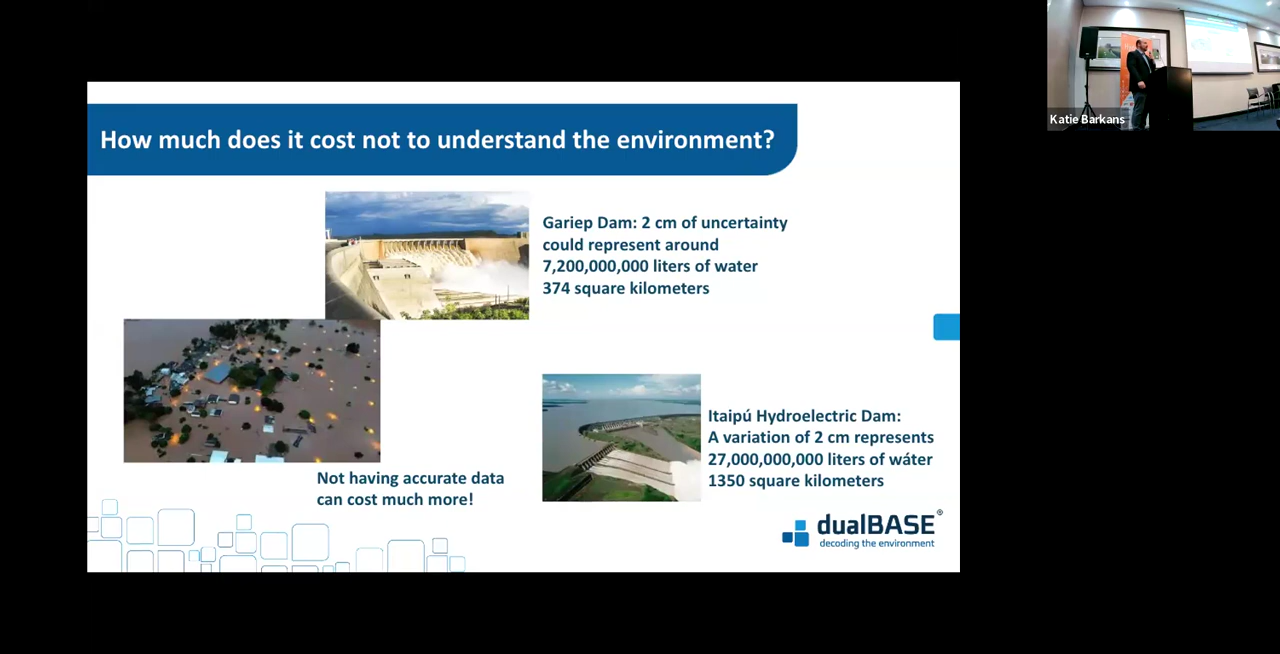 How much does it cost not to understand the environment?
Gariep Dam: 2 cm of uncertainty
could represent around
7,200,000,000 liters of water
374 square kilometers
Itaipú Hydroelectric Dam:
A variation of 2 cm represents
27,000,000,000 liters of wáter
1350 square kilometers
Not having accurate data
can cost much more!
dualBASE®
decoding the environment
Katie Barkans